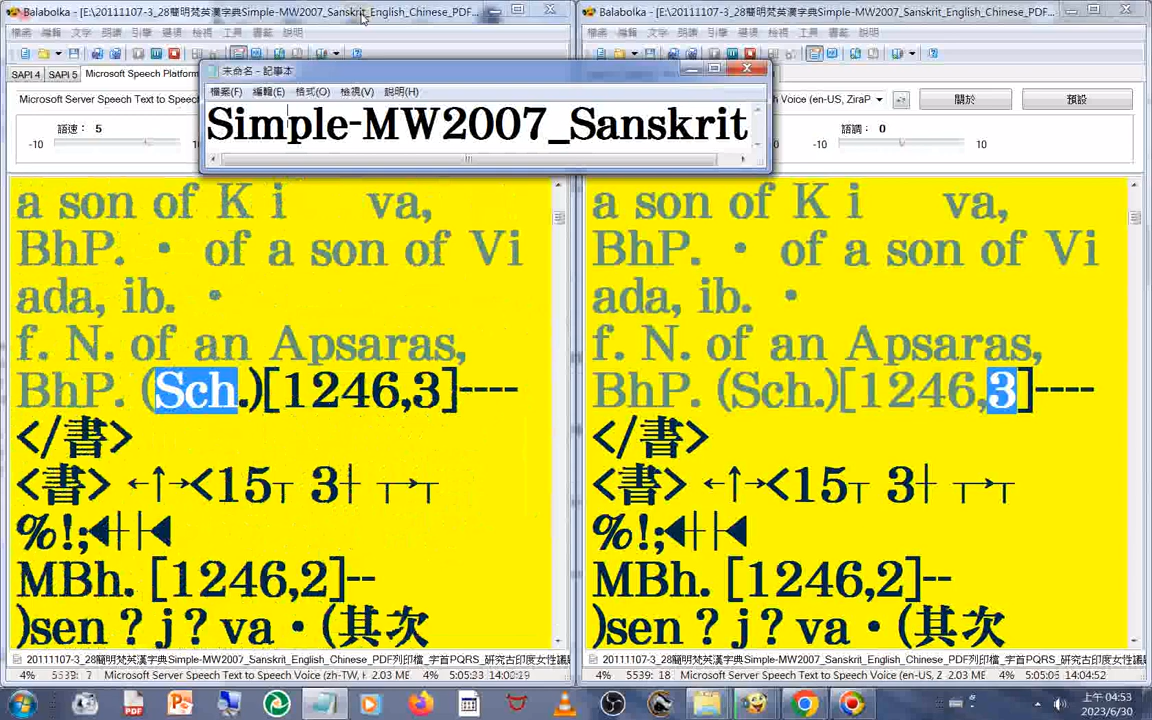 Balabolka - [E:\20111107-3_28簡明梵英漢字典Simple-MW2007_Sanskrit_English_Chinese_PDF...
Balabolka - [E:\20111107-3_28簡明梵英漢字典Simple-MW2007_Sanskrit_English_Chinese_PDF...
SAPI 4 SAPI 5 Microsoft Speech Platform
Microsoft Server Speech Text to Speech
Voice (en-US, ZiraP
關於
預設
語速： 5
-10
語調： 0
-10
10
未命名 - 記事本
檔案(F) 編輯(E) 格式(O) 檢視(V) 說明(H)
Simple-MW2007_Sanskrit
a son of K i va,
BhP. • of a son of Vi
ada, ib. •
f. N. of an Apsaras,
BhP. (Sch.)[1246,3]----
</書>
<書> ←↑→<15┬ 3┼ ┬→┬
%!;◀┼├◀
MBh. [1246,2]--
)sen ? j ? va • (其次
a son of K i va,
BhP. • of a son of Vi
ada, ib. •
f. N. of an Apsaras,
BhP. (Sch.)[1246,3]----
</書>
<書> ←↑→<15┬ 3┼ ┬→┬
%!;◀┼├◀
MBh. [1246,2]--
)sen ? j ? va • (其次
20111107-3_28簡明梵英漢字典Simple-MW2007_Sanskrit_English_Chinese_PDF列印檔_字首PQRS_研究古印度女性議
20111107-3_28簡明梵英漢字典Simple-MW2007_Sanskrit_English_Chinese_PDF列印檔_字首PQRS_研究古印度女性議
4% 5539: 7 Microsoft Server Speech Text to Speech Voice (zh-TW, 2.03 MB 4% 5:05:33
4% 5539: 18 Microsoft Server Speech Text to Speech Voice (en-US, 2.03 MB 4% 5:05:05 14:04:52
上午 04:53
2023/6/30